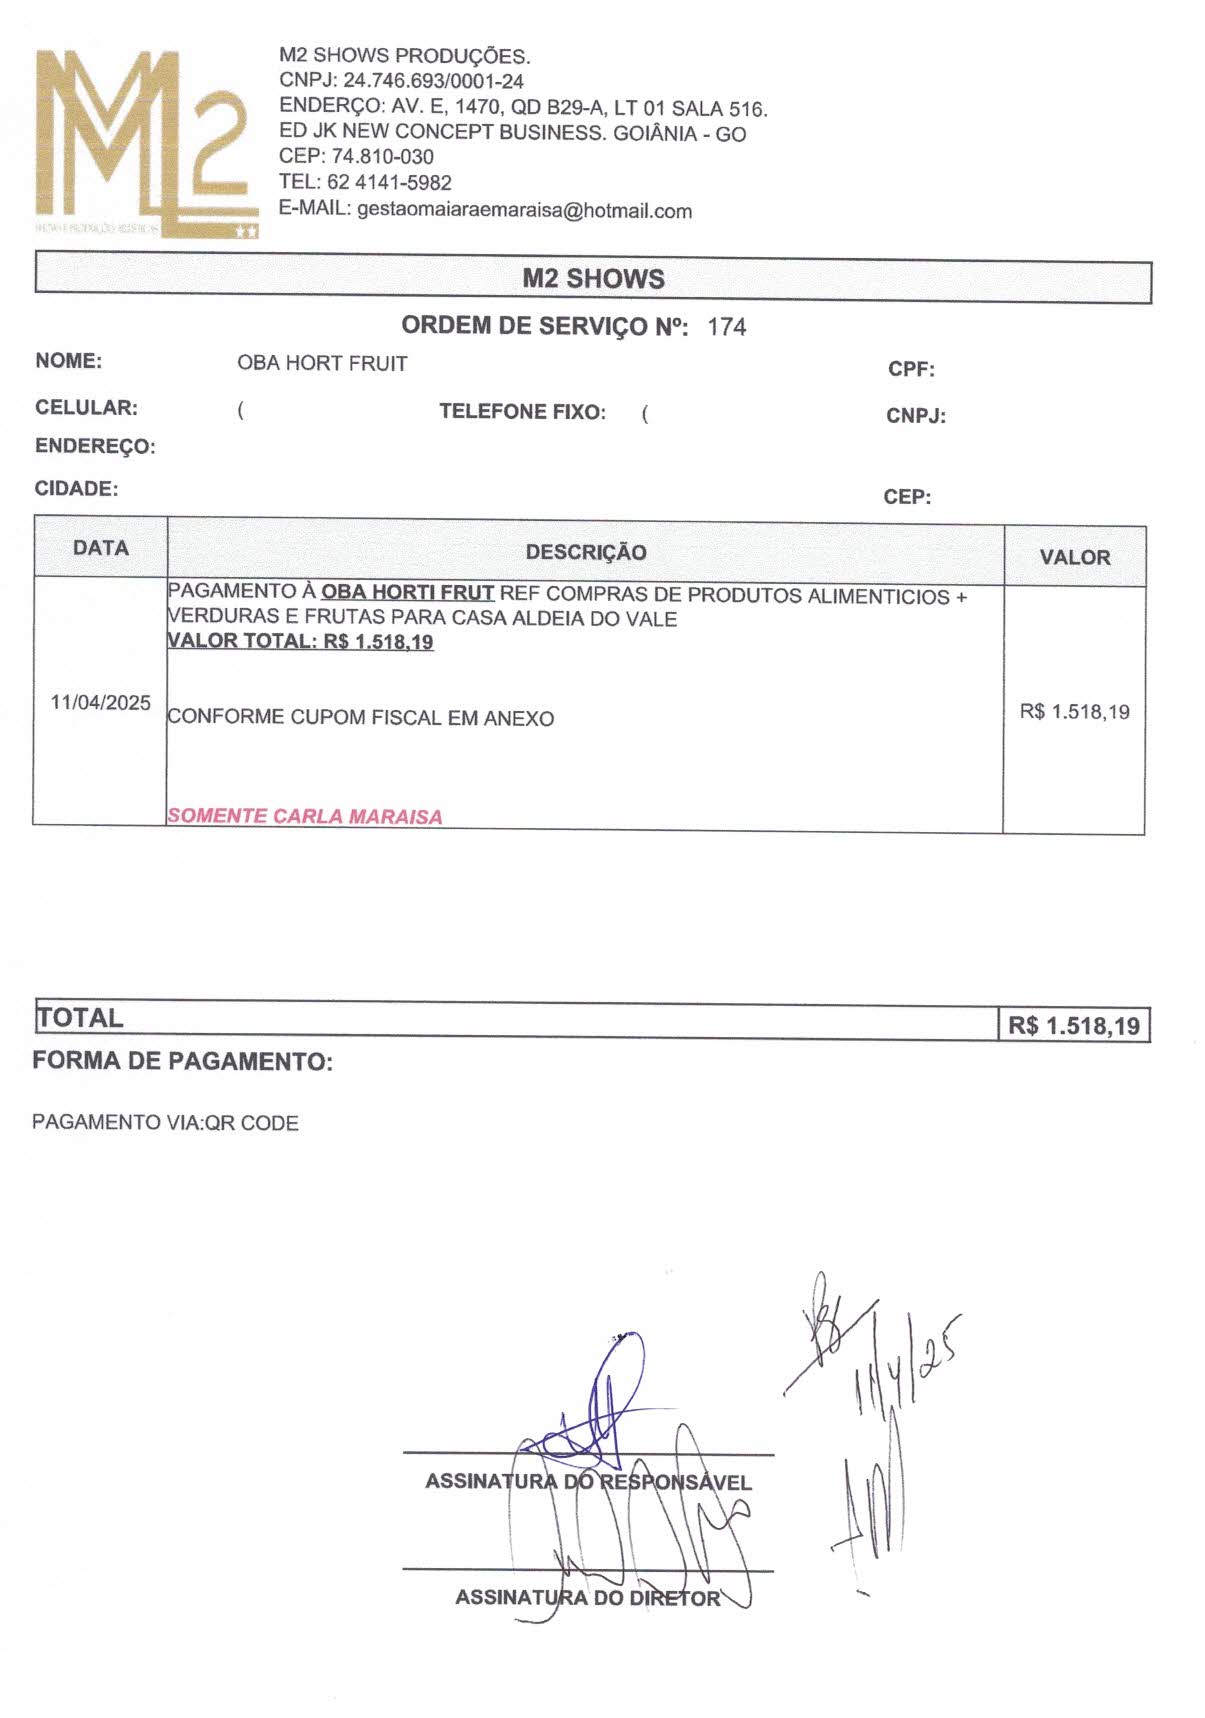 M2
M2 SHOWS PRODUÇÕES.
CNPJ: 24.746.693/0001-24
ENDERÇO: AV. E, 1470, QD B29-A, LT 01 SALA 516.
ED JK NEW CONCEPT BUSINESS. GOIÂNIA - GO
CEP: 74.810-030
TEL: 62 4141-5982
E-MAIL: gestaomaiaraemaraisa@hotmail.com
M2 SHOWS
ORDEM DE SERVIÇO Nº: 174
NOME: OBA HORT FRUIT CPF:
CELULAR: ( TELEFONE FIXO: ( CNPJ:
ENDEREÇO:
CIDADE: CEP:
DATA DESCRIÇÃO VALOR
PAGAMENTO À OBA HORTI FRUT REF COMPRAS DE PRODUTOS ALIMENTICIOS +
VERDURAS E FRUTAS PARA CASA ALDEIA DO VALE
VALOR TOTAL: R$ 1.518,19
11/04/2025 CONFORME CUPOM FISCAL EM ANEXO R$ 1.518,19
SOMENTE CARLA MARAISA
TOTAL R$ 1.518,19
FORMA DE PAGAMENTO:
PAGAMENTO VIA:QR CODE
11/4/25
ASSINATURA DO RESPONSÁVEL
ASSINATURA DO DIRETOR